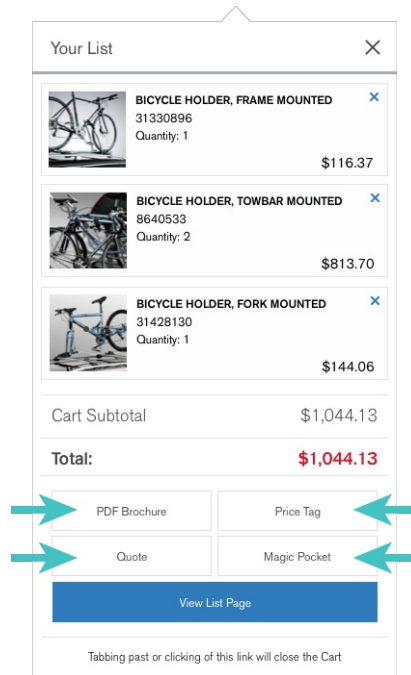 Your List
BICYCLE HOLDER, FRAME MOUNTED
31330896
Quantity: 1
$116.37
BICYCLE HOLDER, TOWBAR MOUNTED
8640533
Quantity: 2
$813.70
BICYCLE HOLDER, FORK MOUNTED
31428130
Quantity: 1
$144.06
Cart Subtotal $1,044.13
Total: $1,044.13
PDF Brochure Price Tag
Quote Magic Pocket
View List Page
Tabbing past or clicking of this link will close the Cart